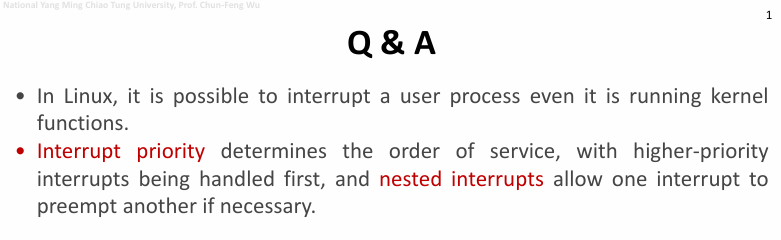 National Yang Ming Chiao Tung University, Prof. Chun-Feng Wu
1
Q & A
• In Linux, it is possible to interrupt a user process even it is running kernel
functions.
• Interrupt priority determines the order of service, with higher-priority
interrupts being handled first, and nested interrupts allow one interrupt to
preempt another if necessary.